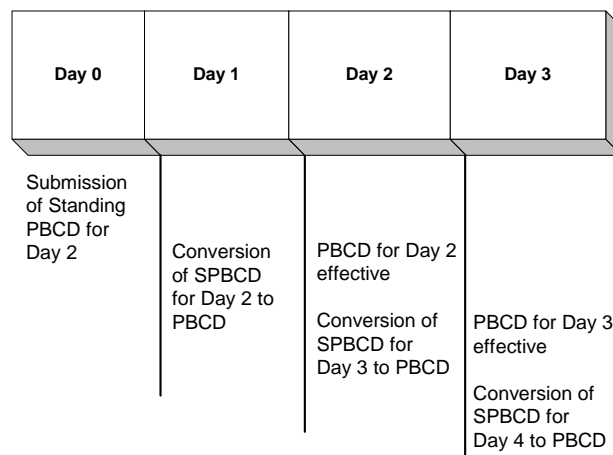 Day 0
Day 1
Day 2
Day 3
Submission
of Standing
PBCD for
Day 2
Conversion
of SPBCD
for Day 2 to
PBCD
PBCD for Day 2
effective
Conversion of
SPBCD for
Day 3 to PBCD
PBCD for Day 3
effective
Conversion of
SPBCD for
Day 4 to PBCD